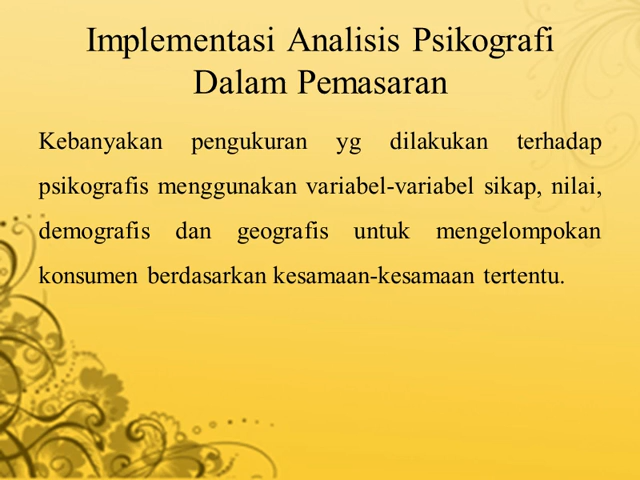 Implementasi Analisis Psikografi
Dalam Pemasaran
Kebanyakan pengukuran yg dilakukan terhadap
psikografis menggunakan variabel-variabel sikap, nilai,
demografis dan geografis untuk mengelompokan
konsumen berdasarkan kesamaan-kesamaan tertentu.